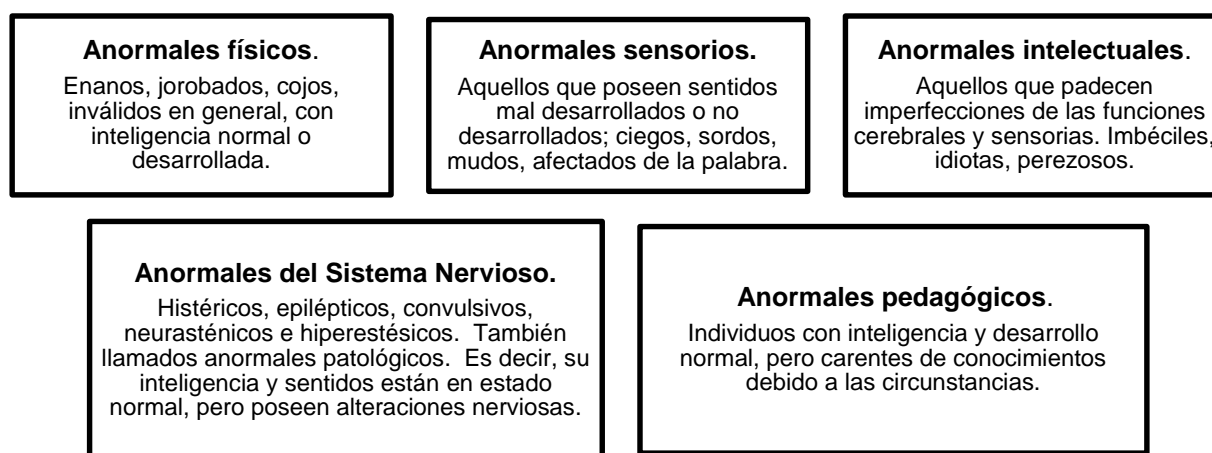 Anormales físicos.
Enanos, jorobados, cojos,
inválidos en general, con
inteligencia normal o
desarrollada.
Anormales sensorios.
Aquellos que poseen sentidos
mal desarrollados o no
desarrollados; ciegos, sordos,
mudos, afectados de la palabra.
Anormales intelectuales.
Aquellos que padecen
imperfecciones de las funciones
cerebrales y sensorias. Imbéciles,
idiotas, perezosos.
Anormales del Sistema Nervioso.
Histéricos, epilépticos, convulsivos,
neurasténicos e hiperestésicos. También
llamados anormales patológicos. Es decir, su
inteligencia y sentidos están en estado
normal, pero poseen alteraciones nerviosas.
Anormales pedagógicos.
Individuos con inteligencia y desarrollo
normal, pero carentes de conocimientos
debido a las circunstancias.